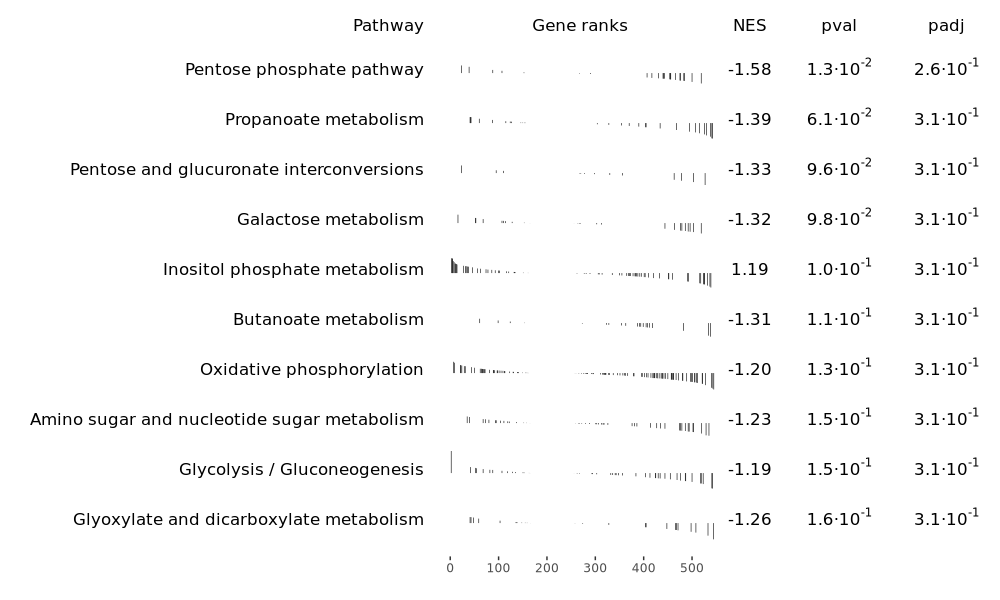 Pathway Gene ranks NES pval padj
Pentose phosphate pathway -1.58 1.3·10⁻² 2.6·10⁻¹
Propanoate metabolism -1.39 6.1·10⁻² 3.1·10⁻¹
Pentose and glucuronate interconversions -1.33 9.6·10⁻² 3.1·10⁻¹
Galactose metabolism -1.32 9.8·10⁻² 3.1·10⁻¹
Inositol phosphate metabolism 1.19 1.0·10⁻¹ 3.1·10⁻¹
Butanoate metabolism -1.31 1.1·10⁻¹ 3.1·10⁻¹
Oxidative phosphorylation -1.20 1.3·10⁻¹ 3.1·10⁻¹
Amino sugar and nucleotide sugar metabolism -1.23 1.5·10⁻¹ 3.1·10⁻¹
Glycolysis / Gluconeogenesis -1.19 1.5·10⁻¹ 3.1·10⁻¹
Glyoxylate and dicarboxylate metabolism -1.26 1.6·10⁻¹ 3.1·10⁻¹
0 100 200 300 400 500